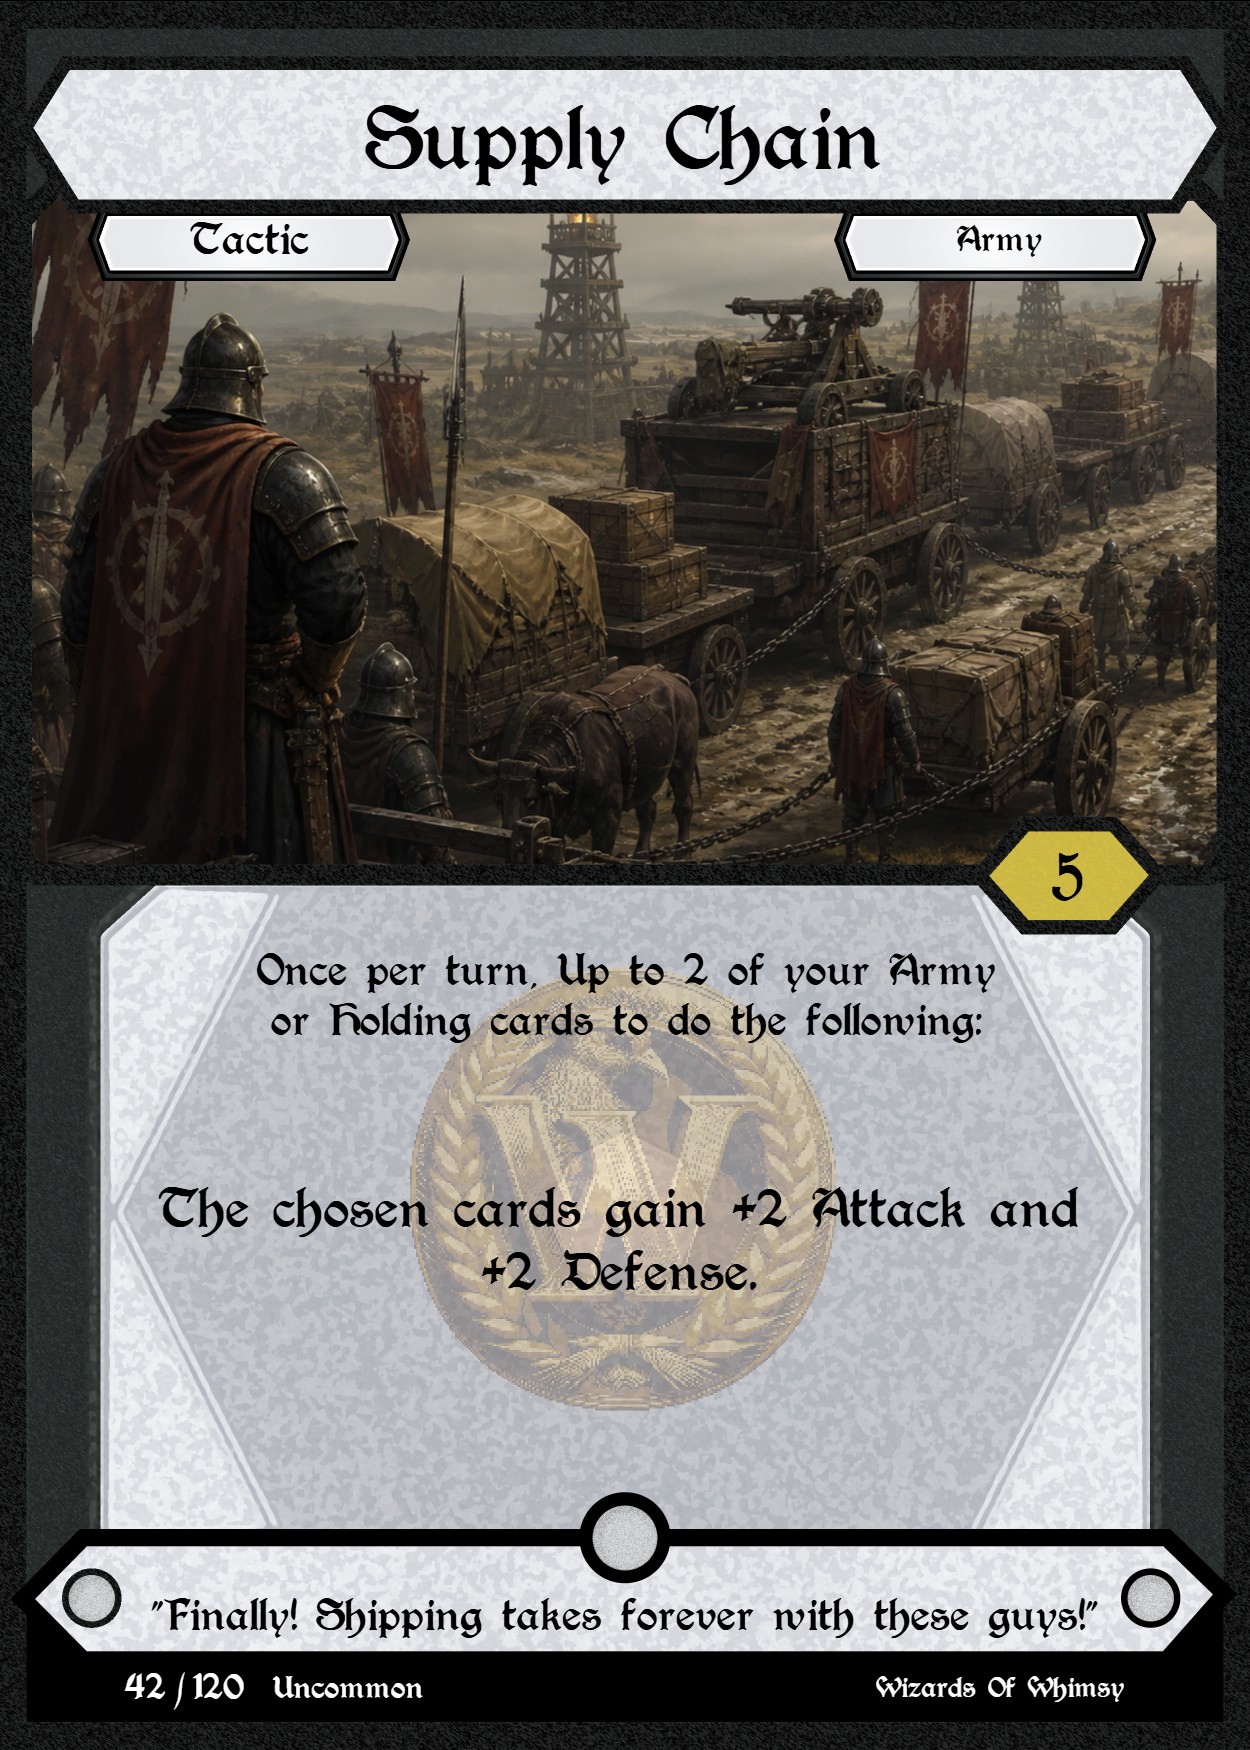 Supply Chain
Tactic
Army
5
Once per turn, Up to 2 of your Army
or Holding cards to do the following:
The chosen cards gain +2 Attack and
+2 Defense.
W
"Finally! Shipping takes forever with these guys!"
42 / 120 Uncommon
Wizards Of Whimsy